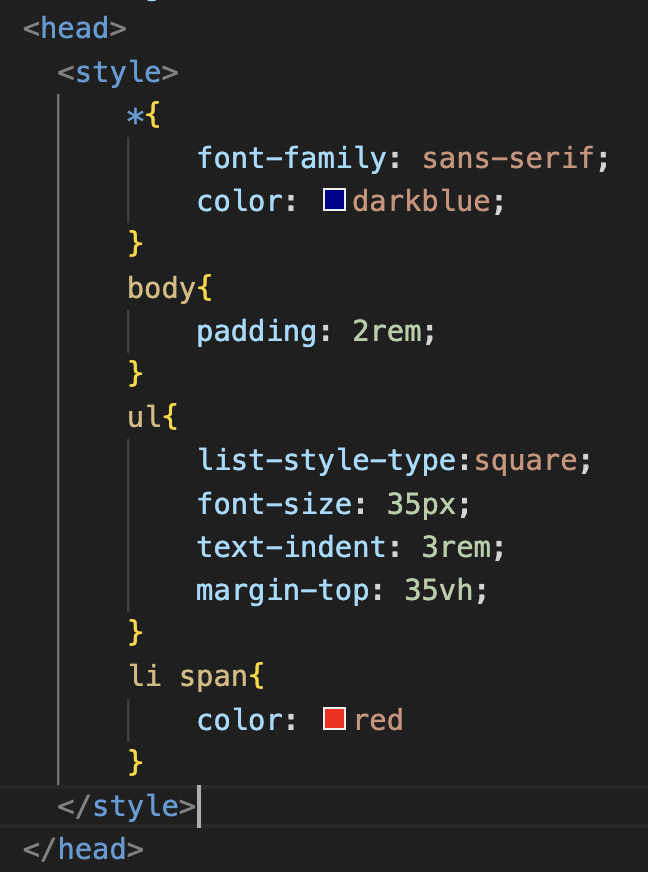 <head>
<style>
*{
font-family: sans-serif;
color: darkblue;
}
body{
padding: 2rem;
}
ul{
list-style-type:square;
font-size: 35px;
text-indent: 3rem;
margin-top: 35vh;
}
li span{
color: red
}
</style>
</head>